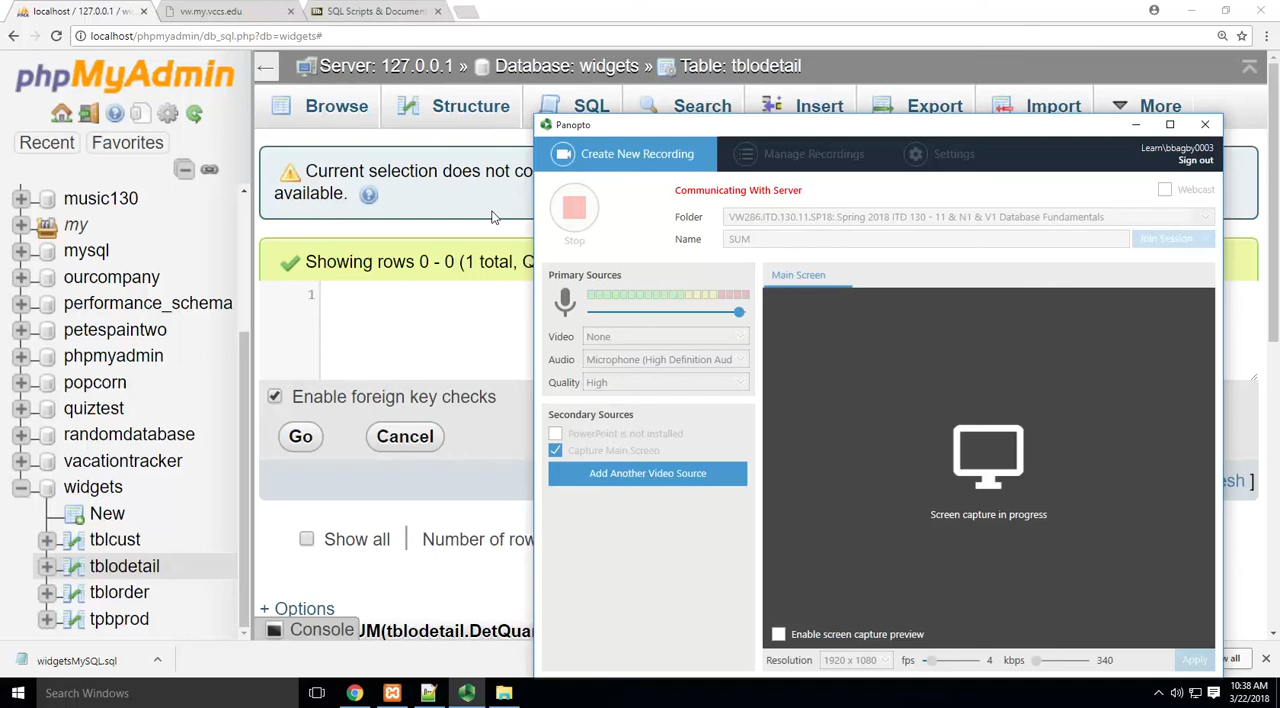 localhost / 127.0.0.1 / wi
vw.my.vccs.edu
SQL Scripts & Document
localhost/phpmyadmin/db_sql.php?db=widgets#
phpMyAdmin
Recent
Favorites
music130
my
mysql
ourcompany
performance_schema
petespaintwo
phpmyadmin
popcorn
quiztest
randomdatabase
vacationtracker
widgets
New
tblcust
tblodetail
tblorder
tpbprod
Server: 127.0.0.1 » Database: widgets » Table: tblodetail
Browse
Structure
SQL
Search
Insert
Export
Import
More
Current selection does not co
available.
Showing rows 0 - 0 (1 total, Q
1
Enable foreign key checks
Go
Cancel
esh ]
Show all
Number of row
+ Options
Console
UM(tblodetail.DetQuan
Panopto
Create New Recording
Manage Recordings
Settings
Learn\bbagby0003
Sign out
Stop
Communicating With Server
Webcast
Folder
VW286.ITD.130.11.SP18: Spring 2018 ITD 130 - 11 & N1 & V1 Database Fundamentals
Name
SUM
Join Session
Primary Sources
Video
None
Audio
Microphone (High Definition Aud
Quality
High
Secondary Sources
PowerPoint is not installed
Capture Main Screen
Add Another Video Source
Main Screen
Screen capture in progress
Enable screen capture preview
Resolution
1920 x 1080
fps
4
kbps
340
Apply
widgetsMySQL.sql
w all
Search Windows
10:38 AM
3/22/2018